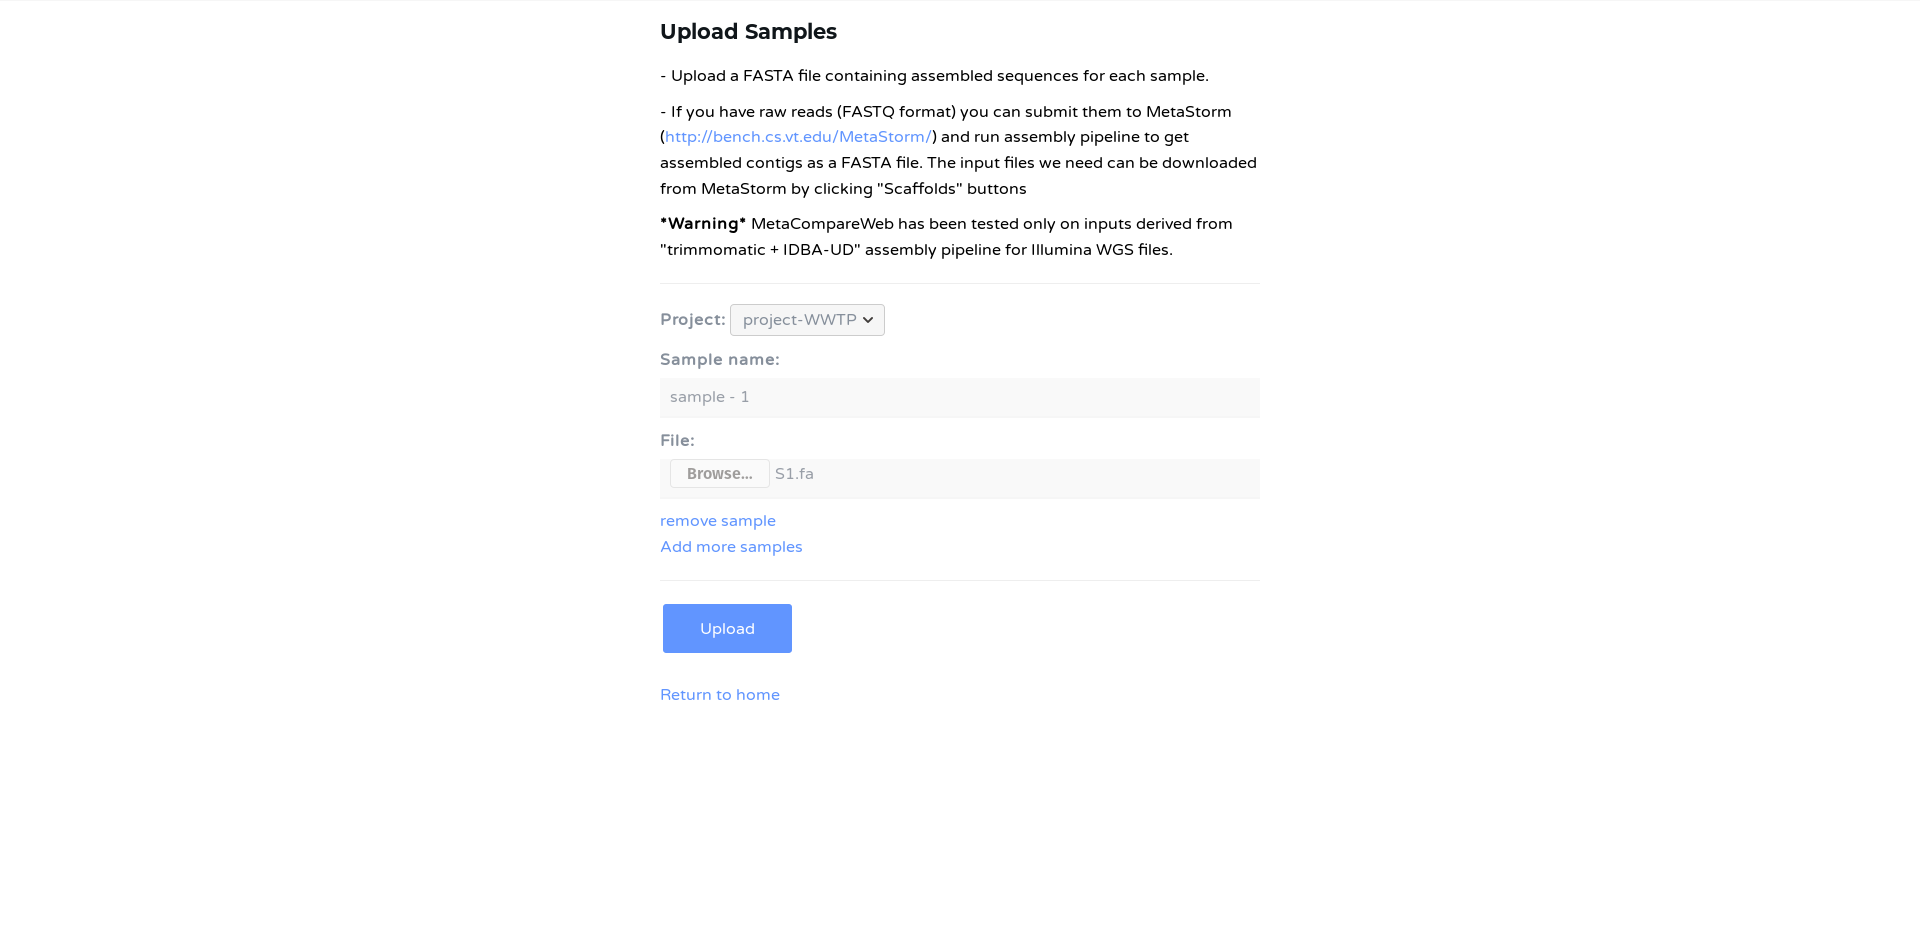 Upload Samples
- Upload a FASTA file containing assembled sequences for each sample.
- If you have raw reads (FASTQ format) you can submit them to MetaStorm
(http://bench.cs.vt.edu/MetaStorm/) and run assembly pipeline to get
assembled contigs as a FASTA file. The input files we need can be downloaded
from MetaStorm by clicking "Scaffolds" buttons
*Warning* MetaCompareWeb has been tested only on inputs derived from
"trimmomatic + IDBA-UD" assembly pipeline for Illumina WGS files.
Project: project-WWTP
Sample name:
sample - 1
File:
Browse... S1.fa
remove sample
Add more samples
Upload
Return to home